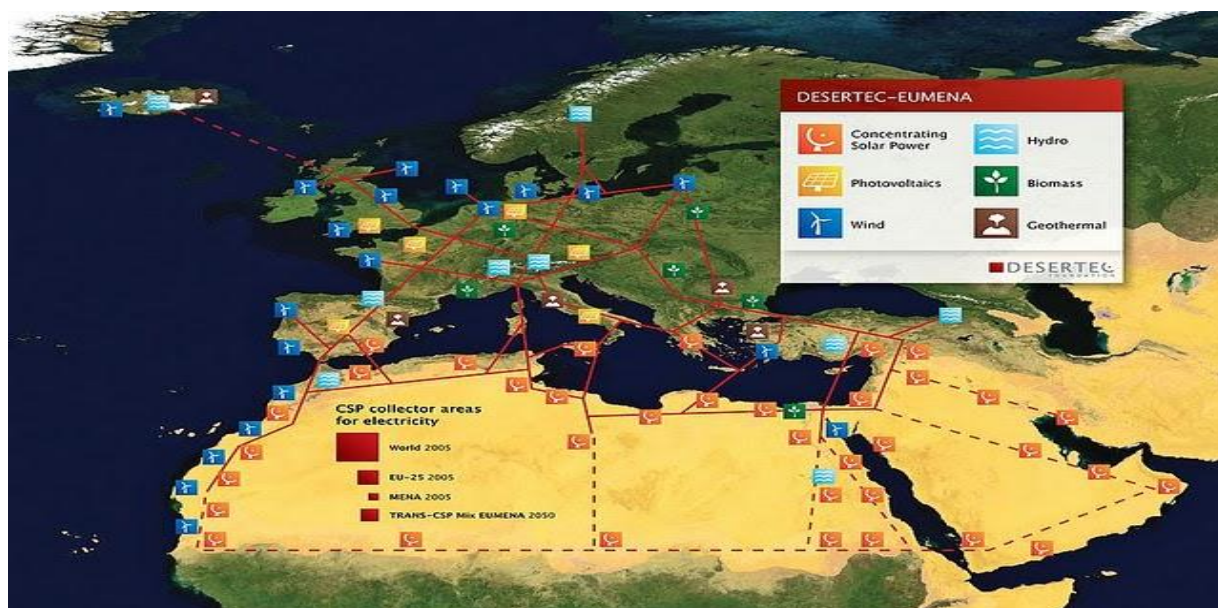 DESERTEC-EUMENA
Concentrating
Solar Power
Hydro
Photovoltaics
Biomass
Wind
Geothermal
DESERTEC
FOUNDATION
CSP collector areas
for electricity
World 2005
EU-25 2005
MENA 2005
TRANS-CSP Mix EUMENA 2050